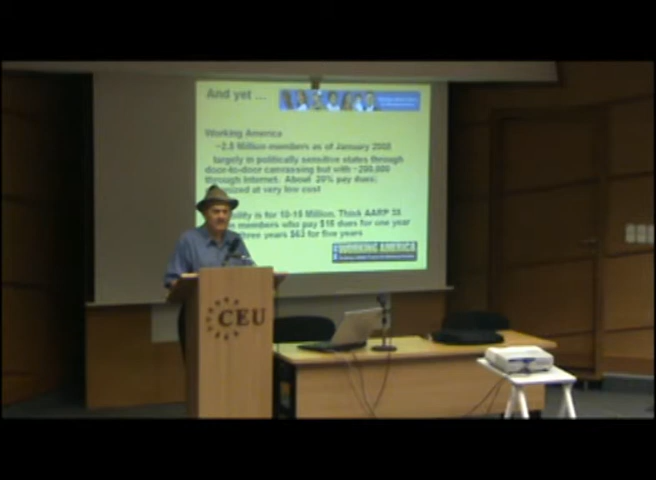 And yet ...
Working America
~2.5 Million members as of January 2008
largely in politically sensitive states through
door-to-door canvassing but with ~200,000
through Internet. About 20% pay dues;
at very low cost
is for 10-15 Million. Think AARP 38
members who pay $16 dues for one year
three years $63 for five years
WORKING AMERICA
CEU